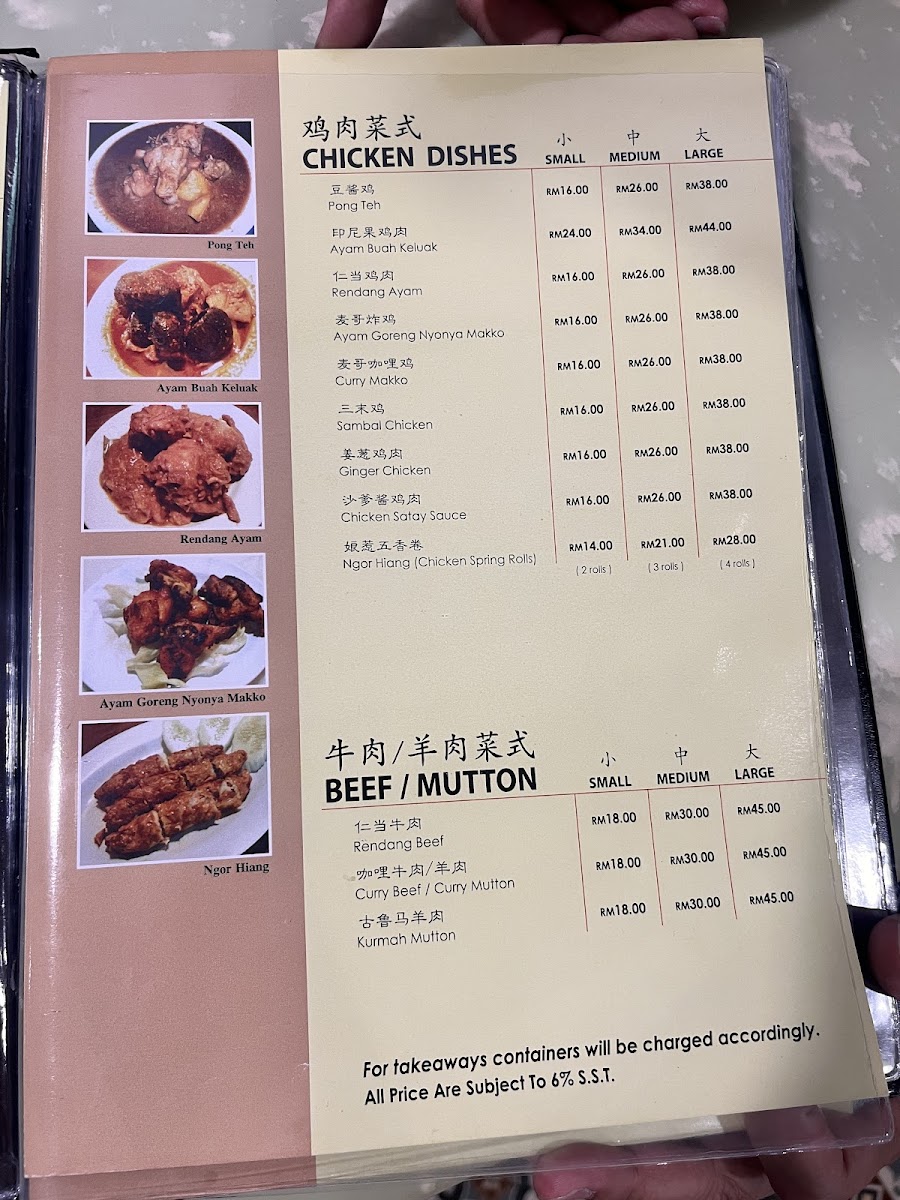 鸡肉菜式
CHICKEN DISHES
小 中 大
SMALL MEDIUM LARGE
豆酱鸡
Pong Teh
RM16.00 RM26.00 RM38.00
印尼果鸡肉
Ayam Buah Keluak
RM24.00 RM34.00 RM44.00
仁当鸡肉
Rendang Ayam
RM16.00 RM26.00 RM38.00
麦哥炸鸡
Ayam Goreng Nyonya Makko
RM16.00 RM26.00 RM38.00
麦哥咖哩鸡
Curry Makko
RM16.00 RM26.00 RM38.00
三末鸡
Sambal Chicken
RM16.00 RM26.00 RM38.00
姜葱鸡肉
Ginger Chicken
RM16.00 RM26.00 RM38.00
沙爹酱鸡肉
Chicken Satay Sauce
RM16.00 RM26.00 RM38.00
娘惹五香卷
Ngor Hiang (Chicken Spring Rolls)
RM14.00 RM21.00 RM28.00
( 2 rolls ) ( 3 rolls ) ( 4 rolls )
牛肉/羊肉菜式
BEEF / MUTTON
小 中 大
SMALL MEDIUM LARGE
仁当牛肉
Rendang Beef
RM18.00 RM30.00 RM45.00
咖哩牛肉/羊肉
Curry Beef / Curry Mutton
RM18.00 RM30.00 RM45.00
古鲁马羊肉
Kurmah Mutton
RM18.00 RM30.00 RM45.00
For takeaways containers will be charged accordingly.
All Price Are Subject To 6% S.S.T.
Pong Teh
Ayam Buah Keluak
Rendang Ayam
Ayam Goreng Nyonya Makko
Ngor Hiang